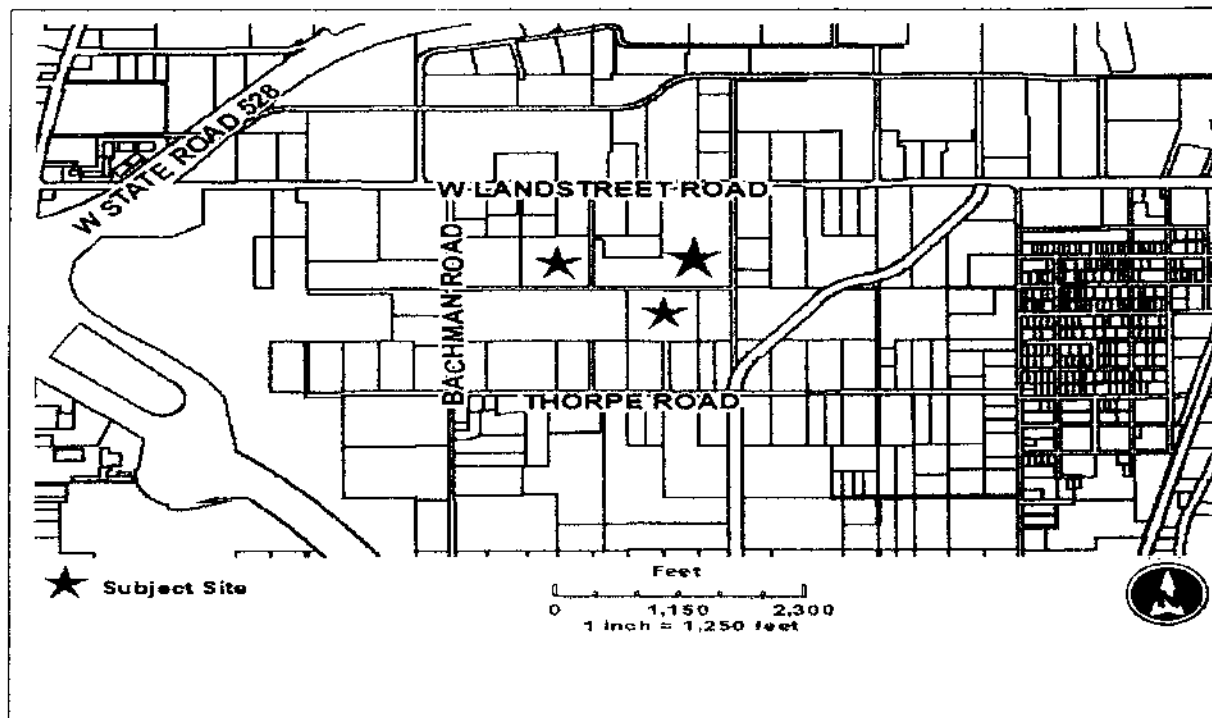 W STATE ROAD 528
W LANDSTREET ROAD
BACHMAN ROAD
THORPE ROAD
Subject Site
Feet
0 1,150 2,300
1 inch = 1,250 feet
N